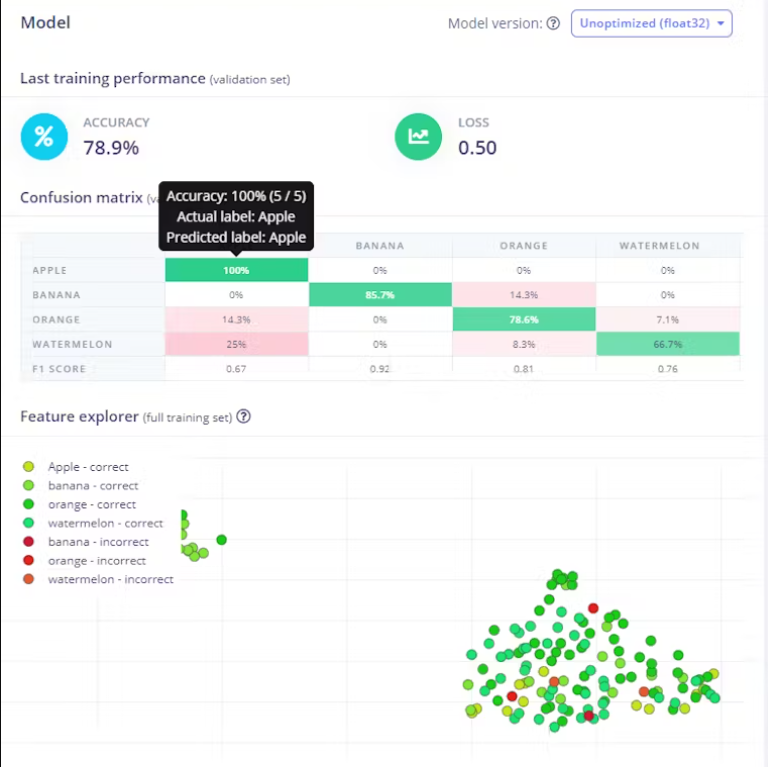 Model
Model version: Unoptimized (float32)
Last training performance (validation set)
ACCURACY
78.9%
LOSS
0.50
Confusion matrix
Accuracy: 100% (5 / 5)
Actual label: Apple
Predicted label: Apple
BANANA ORANGE WATERMELON
APPLE 100% 0% 0% 0%
BANANA 0% 85.7% 14.3% 0%
ORANGE 14.3% 0% 78.6% 7.1%
WATERMELON 25% 0% 8.3% 66.7%
F1 SCORE 0.67 0.92 0.81 0.76
Feature explorer (full training set)
Apple - correct
banana - correct
orange - correct
watermelon - correct
banana - incorrect
orange - incorrect
watermelon - incorrect